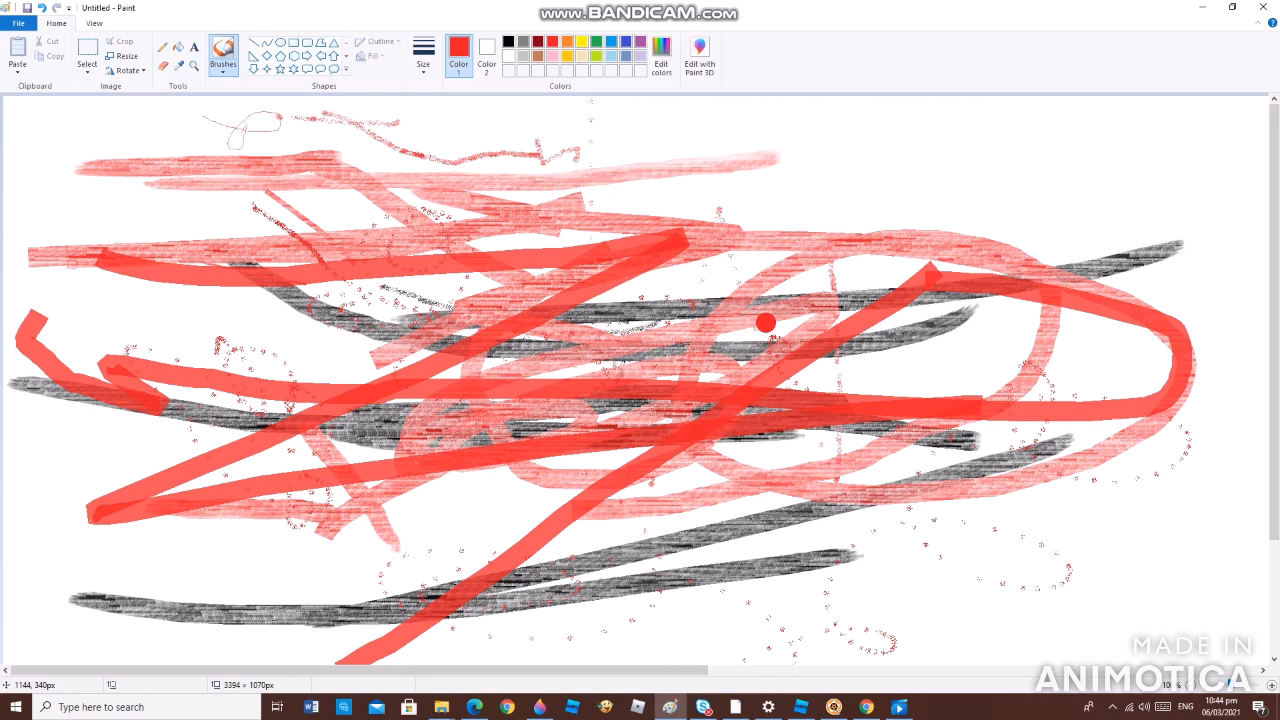 Untitled - Paint
www.BANDICAM.com
File
Home
View
Paste
Cut
Copy
Clipboard
Select
Crop
Resize
Rotate
Image
Tools
Brushes
Shapes
Outline
Fill
Size
Color
1
Color
2
Edit
colors
Edit with
Paint 3D
Colors
MADE IN
ANIMOTICA
1144, 340px
3394 × 1070px
Type here to search
ENG
10:44 pm
06/03/2021